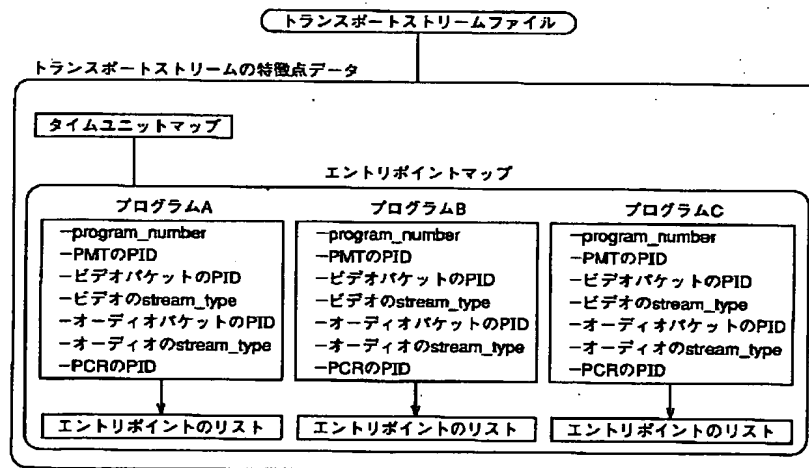 トランスポートストリームファイル
トランスポートストリームの特徴点データ
タイムユニットマップ
エントリポイントマップ
プログラムA
—program_number
—PMTのPID
—ビデオパケットのPID
—ビデオのstream_type
—オーディオパケットのPID
—オーディオのstream_type
—PCRのPID
エントリポイントのリスト
プログラムB
—program_number
—PMTのPID
—ビデオパケットのPID
—ビデオのstream_type
—オーディオパケットのPID
—オーディオのstream_type
—PCRのPID
エントリポイントのリスト
プログラムC
—program_number
—PMTのPID
—ビデオパケットのPID
—ビデオのstream_type
—オーディオパケットのPID
—オーディオのstream_type
—PCRのPID
エントリポイントのリスト